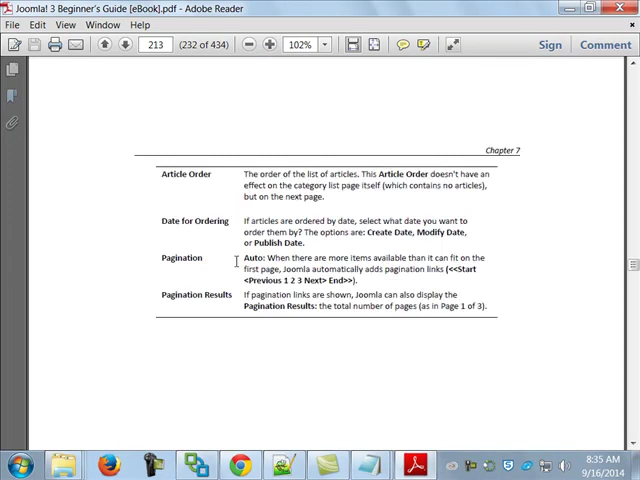 Joomla! 3 Beginner's Guide [eBook].pdf - Adobe Reader
File Edit View Window Help
213 (232 of 434) 102% Sign Comment
Chapter 7
Article Order The order of the list of articles. This Article Order doesn't have an
effect on the category list page itself (which contains no articles),
but on the next page.
Date for Ordering If articles are ordered by date, select what date you want to
order them by? The options are: Create Date, Modify Date,
or Publish Date.
Pagination Auto: When there are more items available than it can fit on the
first page, Joomla automatically adds pagination links (<<Start
<Previous 1 2 3 Next> End>>).
Pagination Results If pagination links are shown, Joomla can also display the
Pagination Results: the total number of pages (as in Page 1 of 3).
8:35 AM
9/16/2014